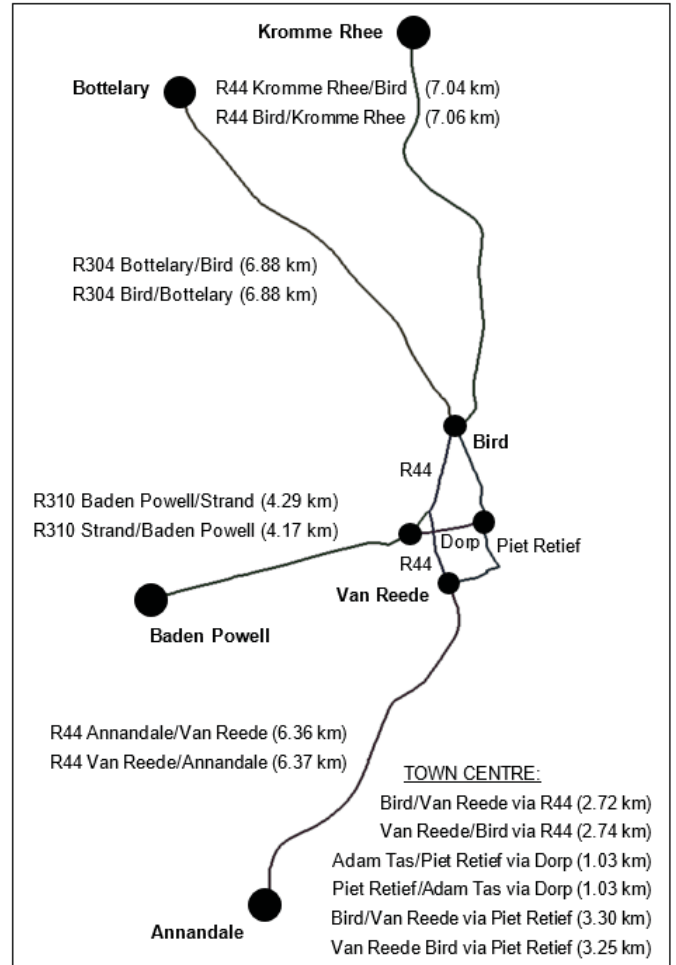 Kromme Rhee
Bottelary
R44 Kromme Rhee/Bird (7.04 km)
R44 Bird/Kromme Rhee (7.06 km)
R304 Bottelary/Bird (6.88 km)
R304 Bird/Bottelary (6.88 km)
Bird
R44
R310 Baden Powell/Strand (4.29 km)
R310 Strand/Baden Powell (4.17 km)
Dorp
Piet Retief
R44
Van Reede
Baden Powell
R44 Annandale/Van Reede (6.36 km)
R44 Van Reede/Annandale (6.37 km)
TOWN CENTRE:
Bird/Van Reede via R44 (2.72 km)
Van Reede/Bird via R44 (2.74 km)
Adam Tas/Piet Retief via Dorp (1.03 km)
Piet Retief/Adam Tas via Dorp (1.03 km)
Bird/Van Reede via Piet Retief (3.30 km)
Van Reede Bird via Piet Retief (3.25 km)
Annandale